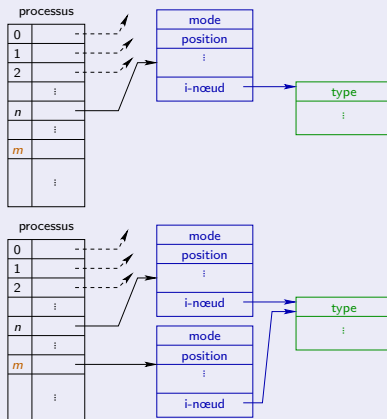 processus
mode
0
position
1
⋮
2
⋮
i-nœud
type
n
⋮
⋮
m
⋮
processus
mode
0
position
1
⋮
2
⋮
i-nœud
type
n
⋮
mode
⋮
position
m
⋮
⋮
i-nœud